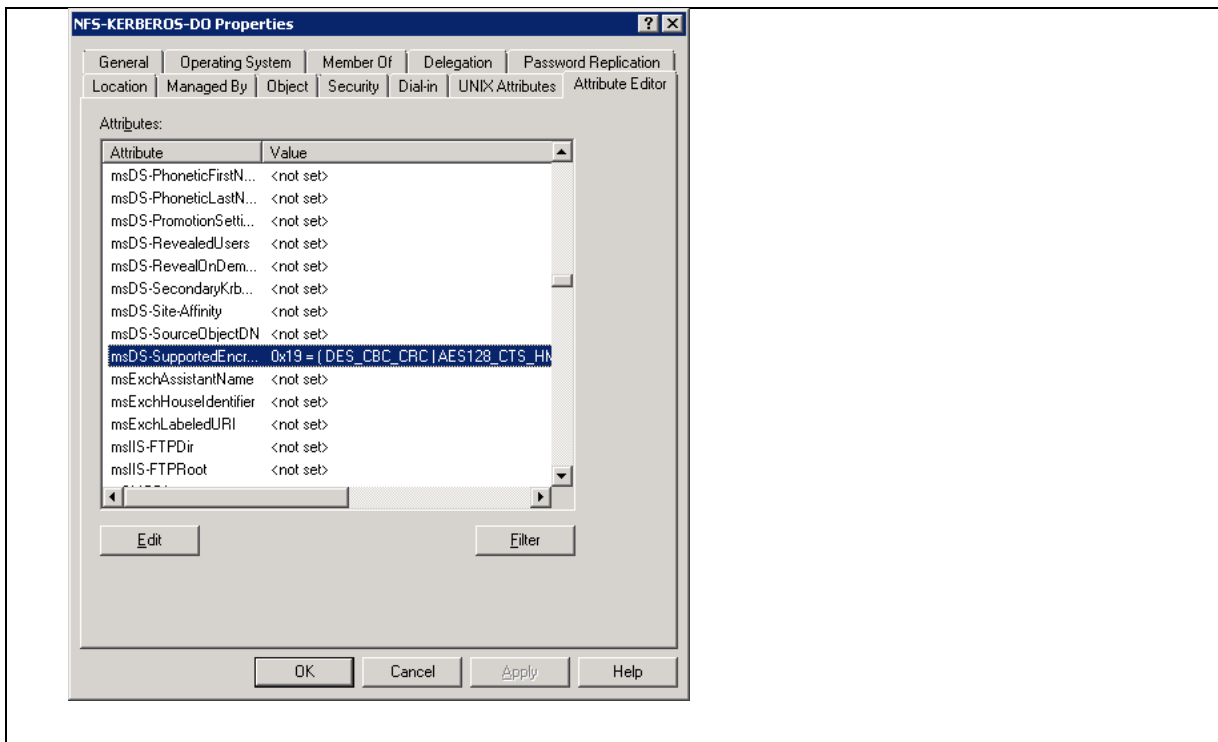 NFS-KERBEROS-DO Properties
General Operating System Member Of Delegation Password Replication
Location Managed By Object Security Dial-in UNIX Attributes Attribute Editor
Attributes:
Attribute Value
msDS-PhoneticFirstN... <not set>
msDS-PhoneticLastN... <not set>
msDS-PromotionSetti... <not set>
msDS-RevealedUsers <not set>
msDS-RevealOnDem... <not set>
msDS-SecondaryKrb... <not set>
msDS-Site-Affinity <not set>
msDS-SourceObjectDN <not set>
msDS-SupportedEncr... 0x19 = ( DES_CBC_CRC | AES128_CTS_HM
msExchAssistantName <not set>
msExchHouseIdentifier <not set>
msExchLabeledURI <not set>
msIIS-FTPDir <not set>
msIIS-FTPRoot <not set>
Edit Filter
OK Cancel Apply Help